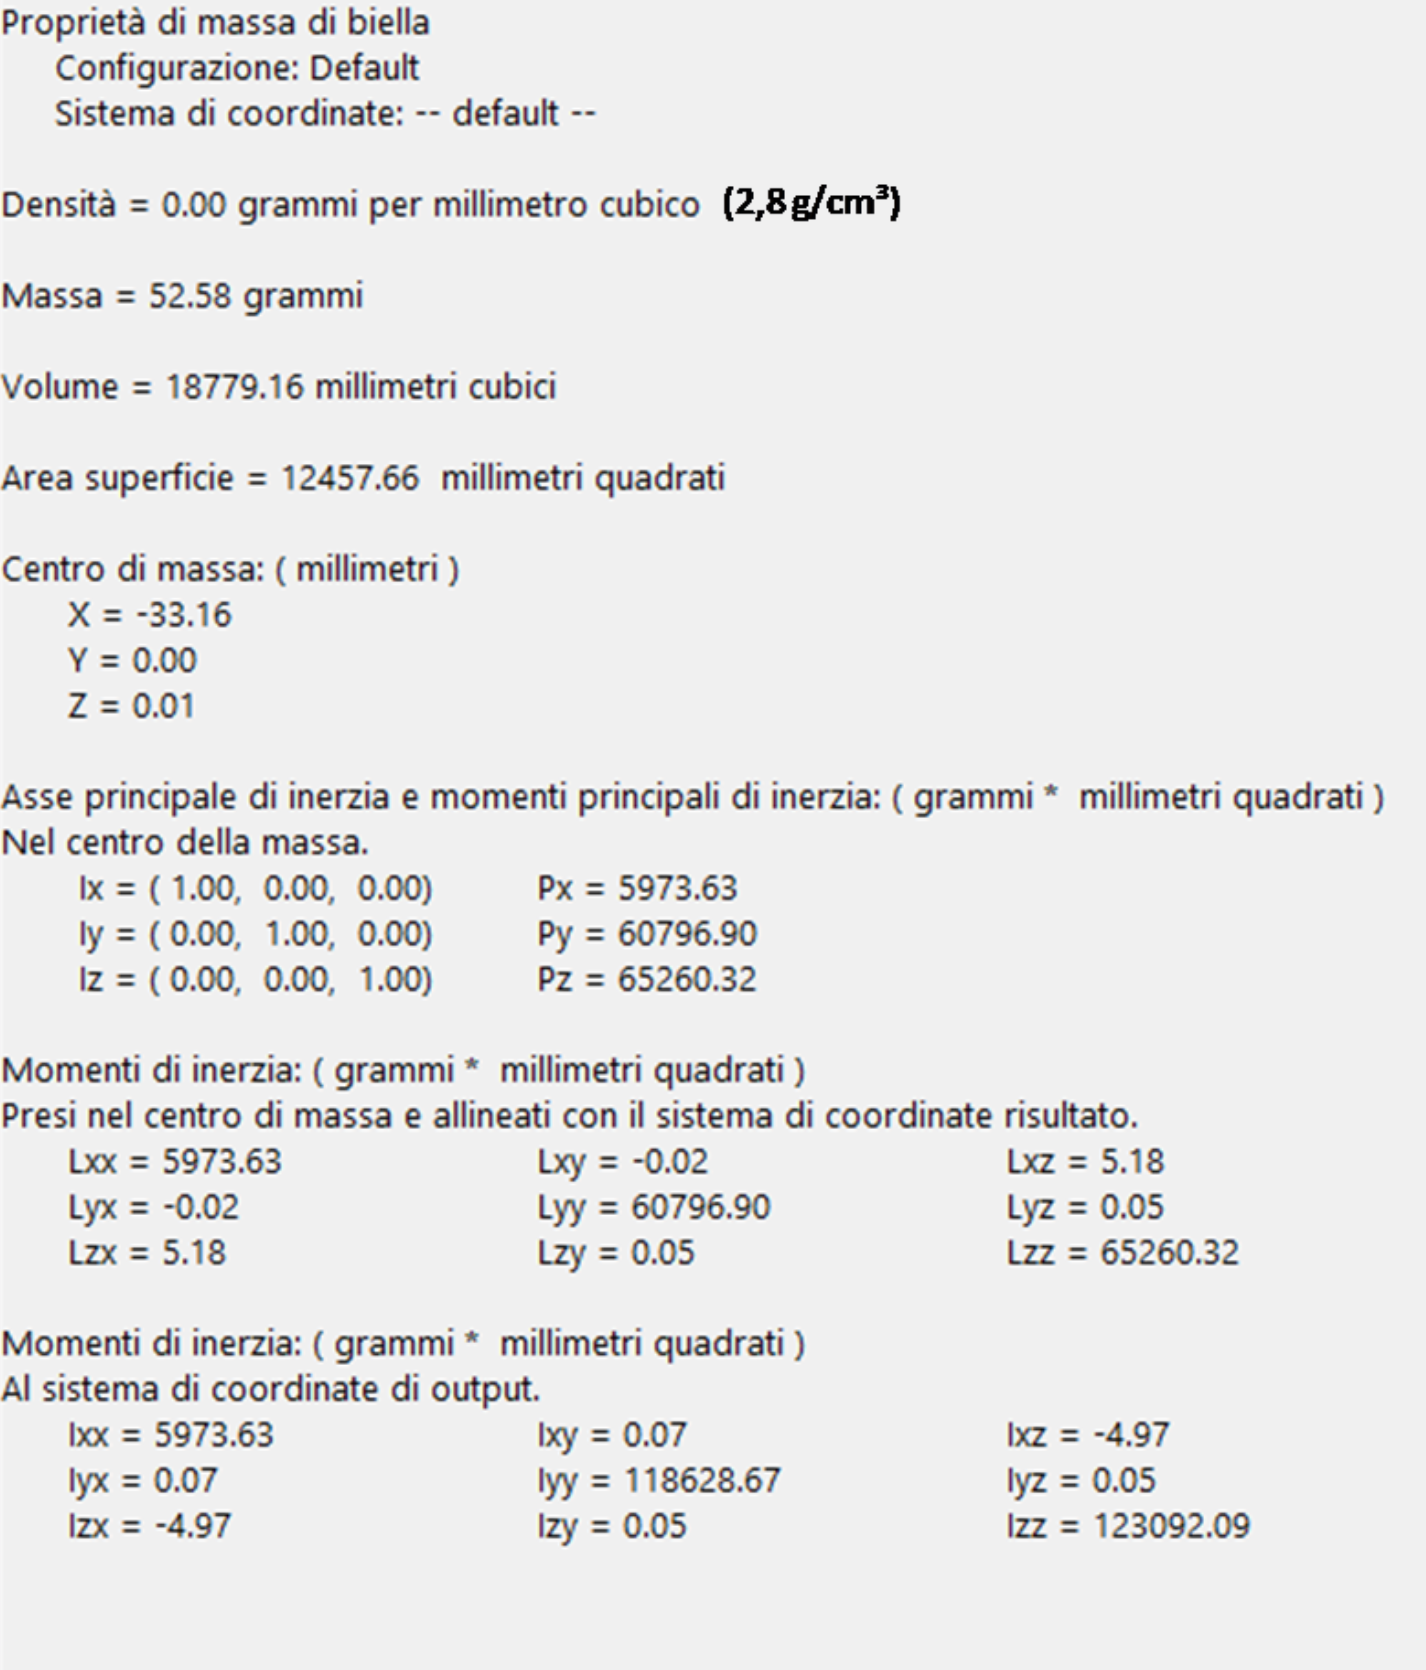 Proprietà di massa di biella
Configurazione: Default
Sistema di coordinate: -- default --
Densità = 0.00 grammi per millimetro cubico (2,8 g/cm³)
Massa = 52.58 grammi
Volume = 18779.16 millimetri cubici
Area superficie = 12457.66 millimetri quadrati
Centro di massa: ( millimetri )
X = -33.16
Y = 0.00
Z = 0.01
Asse principale di inerzia e momenti principali di inerzia: ( grammi * millimetri quadrati )
Nel centro della massa.
Ix = ( 1.00, 0.00, 0.00) Px = 5973.63
Iy = ( 0.00, 1.00, 0.00) Py = 60796.90
Iz = ( 0.00, 0.00, 1.00) Pz = 65260.32
Momenti di inerzia: ( grammi * millimetri quadrati )
Presi nel centro di massa e allineati con il sistema di coordinate risultato.
Lxx = 5973.63 Lxy = -0.02 Lxz = 5.18
Lyx = -0.02 Lyy = 60796.90 Lyz = 0.05
Lzx = 5.18 Lzy = 0.05 Lzz = 65260.32
Momenti di inerzia: ( grammi * millimetri quadrati )
Al sistema di coordinate di output.
Ixx = 5973.63 Ixy = 0.07 Ixz = -4.97
Iyx = 0.07 Iyy = 118628.67 Iyz = 0.05
Izx = -4.97 Izy = 0.05 Izz = 123092.09